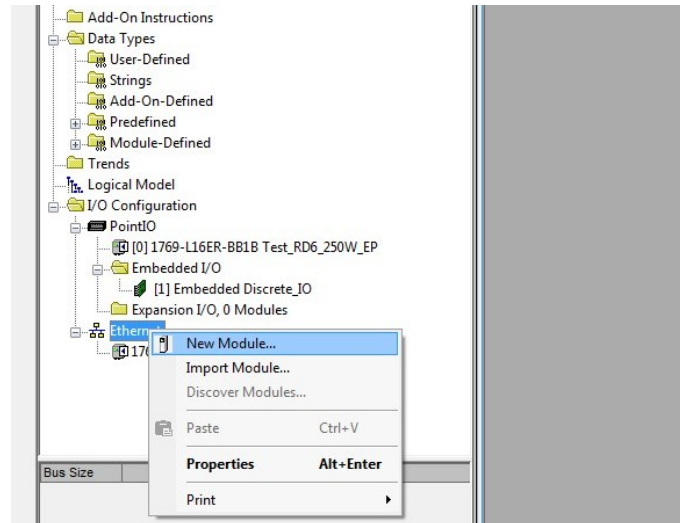 Add-On Instructions
Data Types
User-Defined
Strings
Add-On-Defined
Predefined
Module-Defined
Trends
Logical Model
I/O Configuration
PointIO
[0] 1769-L16ER-BB1B Test_RD6_250W_EP
Embedded I/O
[1] Embedded Discrete_IO
Expansion I/O, 0 Modules
New Module...
Import Module...
Discover Modules...
Paste Ctrl+V
Properties Alt+Enter
Print
Bus Size